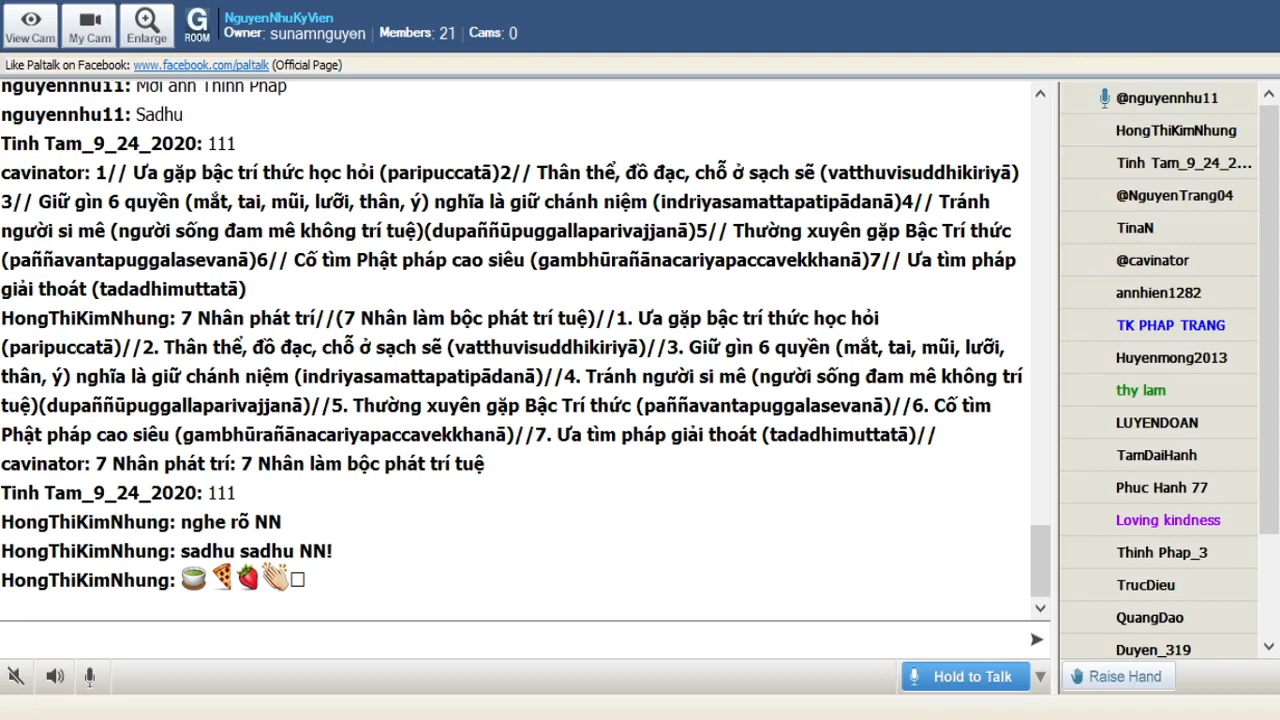 View Cam
My Cam
Enlarge
G
ROOM
NguyenNhuKyVien
Owner: sunamnguyen | Members: 21 | Cams: 0
Like Paltalk on Facebook: www.facebook.com/paltalk (Official Page)
nguyennhu11: Mời anh Thinh Phap
nguyennhu11: Sadhu
Tinh Tam_9_24_2020: 111
cavinator: 1// Ưa gặp bậc trí thức học hỏi (paripuccatā)2// Thân thể, đồ đạc, chỗ ở sạch sẽ (vatthuvisuddhikiriyā)
3// Giữ gìn 6 quyền (mắt, tai, mũi, lưỡi, thân, ý) nghĩa là giữ chánh niệm (indriyasamattapatipādanā)4// Tránh
người si mê (người sống đam mê không trí tuệ)(dupaññūpuggallaparivajjanā)5// Thường xuyên gặp Bậc Trí thức
(paññavantapuggalasevanā)6// Cố tìm Phật pháp cao siêu (gambhūrañānacariyapaccavekkhanā)7// Ưa tìm pháp
giải thoát (tadadhimuttatā)
HongThiKimNhung: 7 Nhân phát trí//(7 Nhân làm bộc phát trí tuệ)//1. Ưa gặp bậc trí thức học hỏi
(paripuccatā)//2. Thân thể, đồ đạc, chỗ ở sạch sẽ (vatthuvisuddhikiriyā)//3. Giữ gìn 6 quyền (mắt, tai, mũi, lưỡi,
thân, ý) nghĩa là giữ chánh niệm (indriyasamattapatipādanā)//4. Tránh người si mê (người sống đam mê không trí
tuệ)(dupaññūpuggallaparivajjanā)//5. Thường xuyên gặp Bậc Trí thức (paññavantapuggalasevanā)//6. Cố tìm
Phật pháp cao siêu (gambhūrañānacariyapaccavekkhanā)//7. Ưa tìm pháp giải thoát (tadadhimuttatā)//
cavinator: 7 Nhân phát trí: 7 Nhân làm bộc phát trí tuệ
Tinh Tam_9_24_2020: 111
HongThiKimNhung: nghe rõ NN
HongThiKimNhung: sadhu sadhu NN!
HongThiKimNhung: 🍵🍕🍓👏□
Hold to Talk
@nguyennhu11
HongThiKimNhung
Tinh Tam_9_24_2...
@NguyenTrang04
TinaN
@cavinator
annhien1282
TK PHAP TRANG
Huyenmong2013
thy lam
LUYENDOAN
TamDaiHanh
Phuc Hanh 77
Loving kindness
Thinh Phap_3
TrucDieu
QuangDao
Duyen_319
Raise Hand